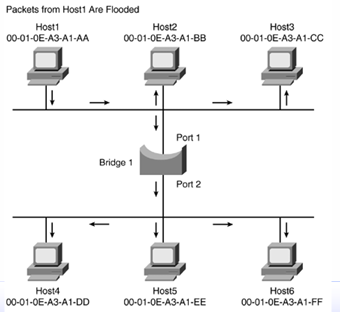 Packets from Host1 Are Flooded
Host1 Host2 Host3
00-01-0E-A3-A1-AA 00-01-0E-A3-A1-BB 00-01-0E-A3-A1-CC
Port 1
Bridge 1
Port 2
Host4 Host5 Host6
00-01-0E-A3-A1-DD 00-01-0E-A3-A1-EE 00-01-0E-A3-A1-FF